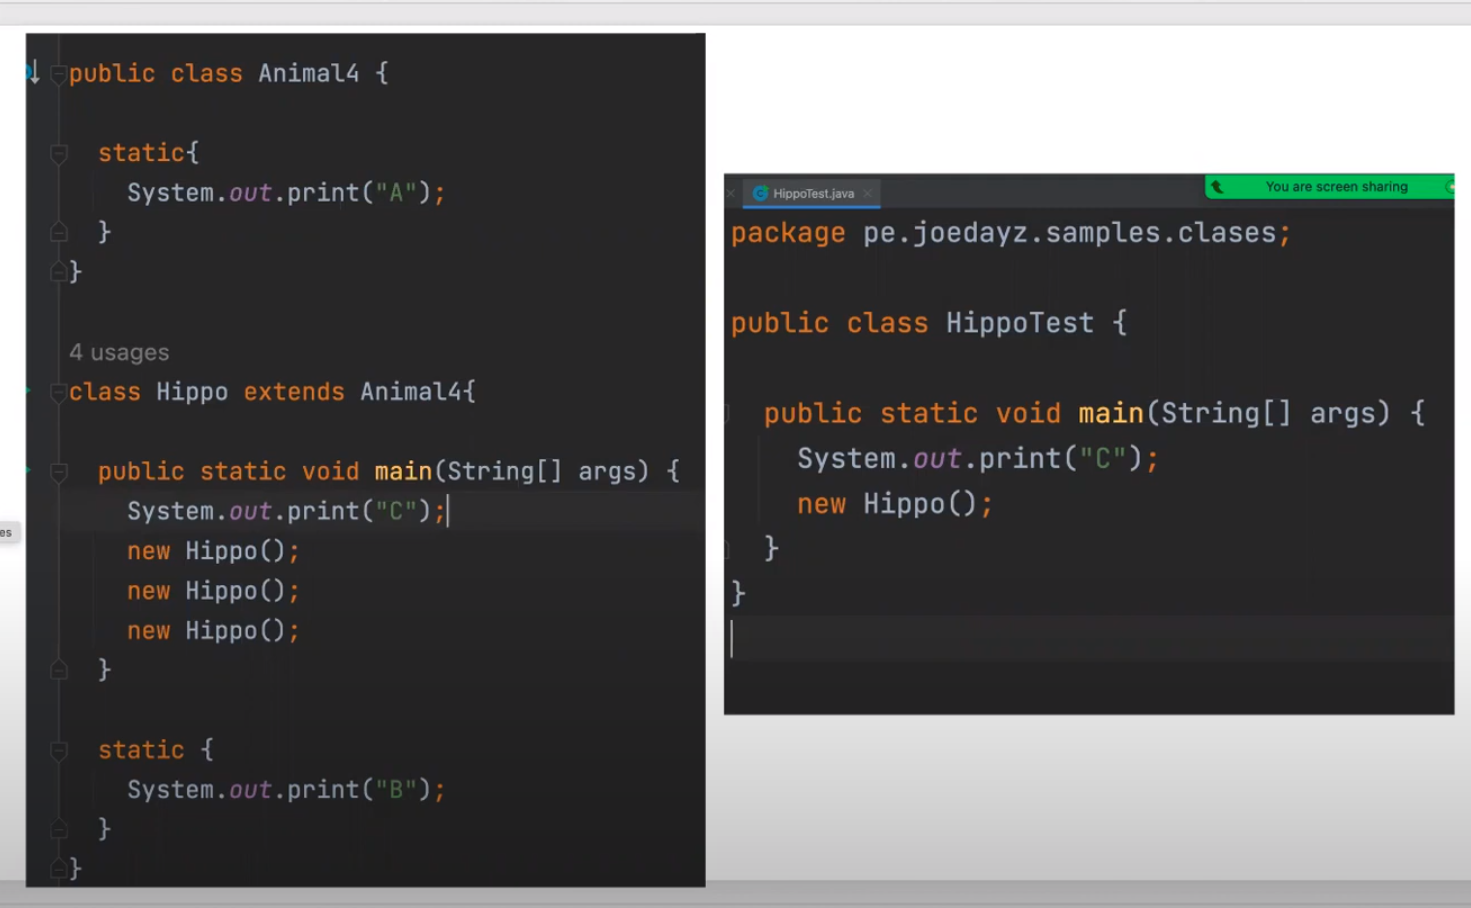 public class Animal4 {
static{
System.out.print("A");
}
}
4 usages
class Hippo extends Animal4{
public static void main(String[] args) {
System.out.print("C");
new Hippo();
new Hippo();
new Hippo();
}
static {
System.out.print("B");
}
}
es
HippoTest.java
You are screen sharing
package pe.joedayz.samples.clases;
public class HippoTest {
public static void main(String[] args) {
System.out.print("C");
new Hippo();
}
}